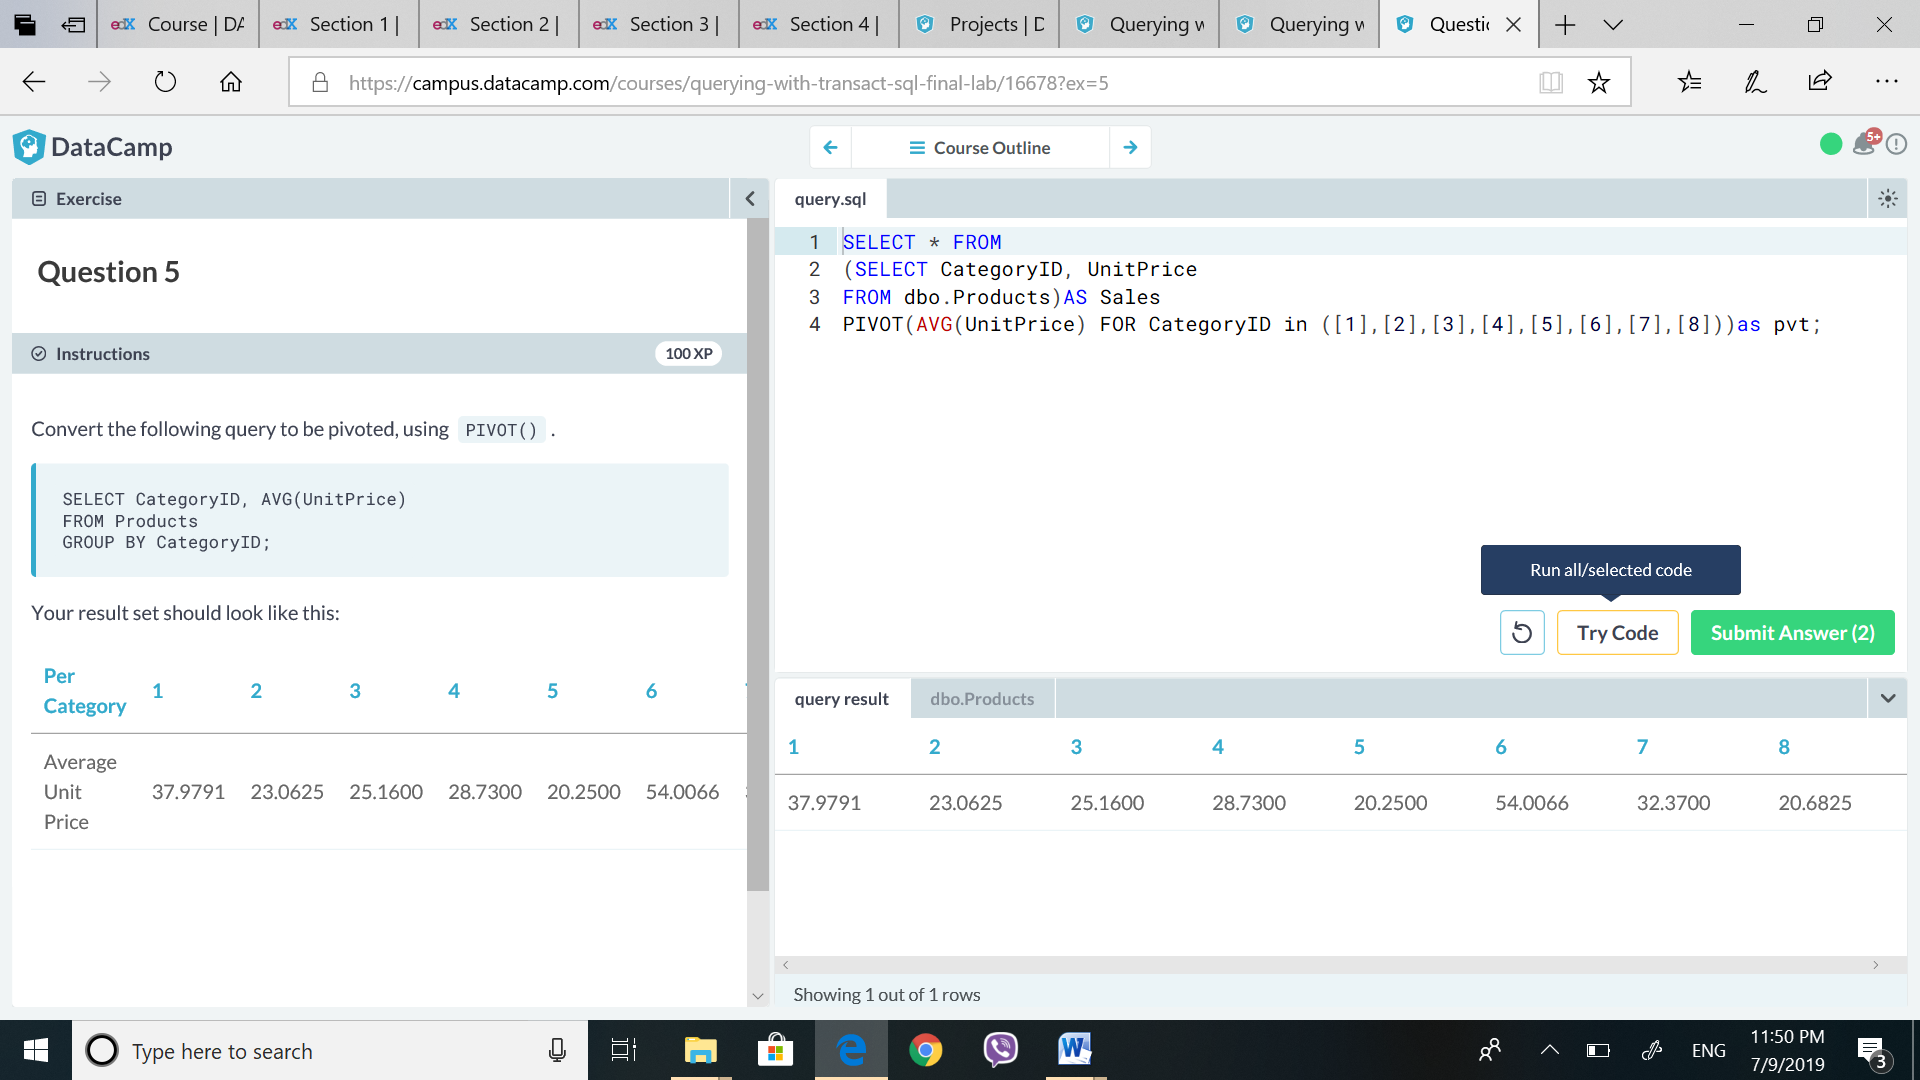 Course | DA
Section 1 |
Section 2 |
Section 3 |
Section 4 |
Projects | D
Querying w
Querying w
Questic
https://campus.datacamp.com/courses/querying-with-transact-sql-final-lab/16678?ex=5
DataCamp
Course Outline
5+
Exercise
Question 5
Instructions
100 XP
Convert the following query to be pivoted, using PIVOT() .
SELECT CategoryID, AVG(UnitPrice)
FROM Products
GROUP BY CategoryID;
Your result set should look like this:
Per Category 1 2 3 4 5 6
Average Unit Price 37.9791 23.0625 25.1600 28.7300 20.2500 54.0066
query.sql
1 SELECT * FROM
2 (SELECT CategoryID, UnitPrice
3 FROM dbo.Products)AS Sales
4 PIVOT(AVG(UnitPrice) FOR CategoryID in ([1],[2],[3],[4],[5],[6],[7],[8]))as pvt;
Run all/selected code
Try Code
Submit Answer (2)
query result
dbo.Products
1 2 3 4 5 6 7 8
37.9791 23.0625 25.1600 28.7300 20.2500 54.0066 32.3700 20.6825
Showing 1 out of 1 rows
Type here to search
ENG
11:50 PM
7/9/2019
3